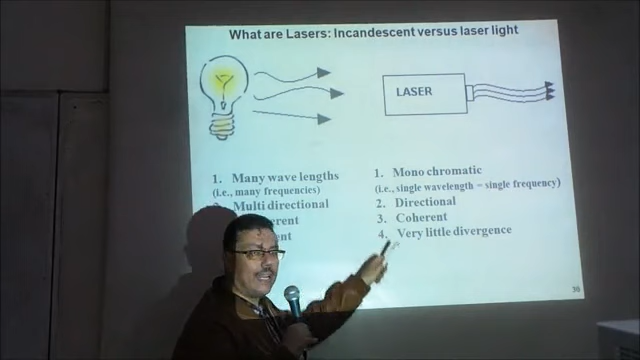 What are Lasers: Incandescent versus laser light
LASER
1. Many wave lengths
(i.e., many frequencies)
Multi directional
1. Mono chromatic
(i.e., single wavelength = single frequency)
2. Directional
3. Coherent
4. Very little divergence
30